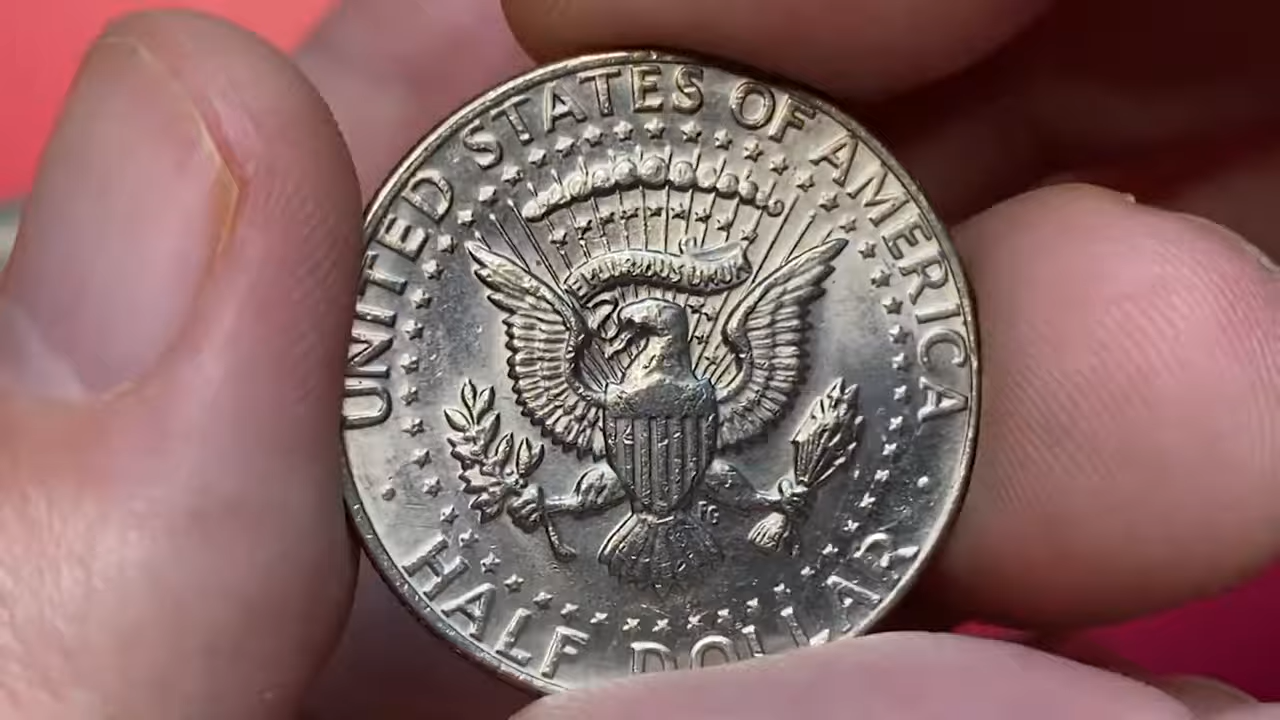 UNITED STATES OF AMERICA
E PLURIBUS UNUM
FG
HALF DOLLAR